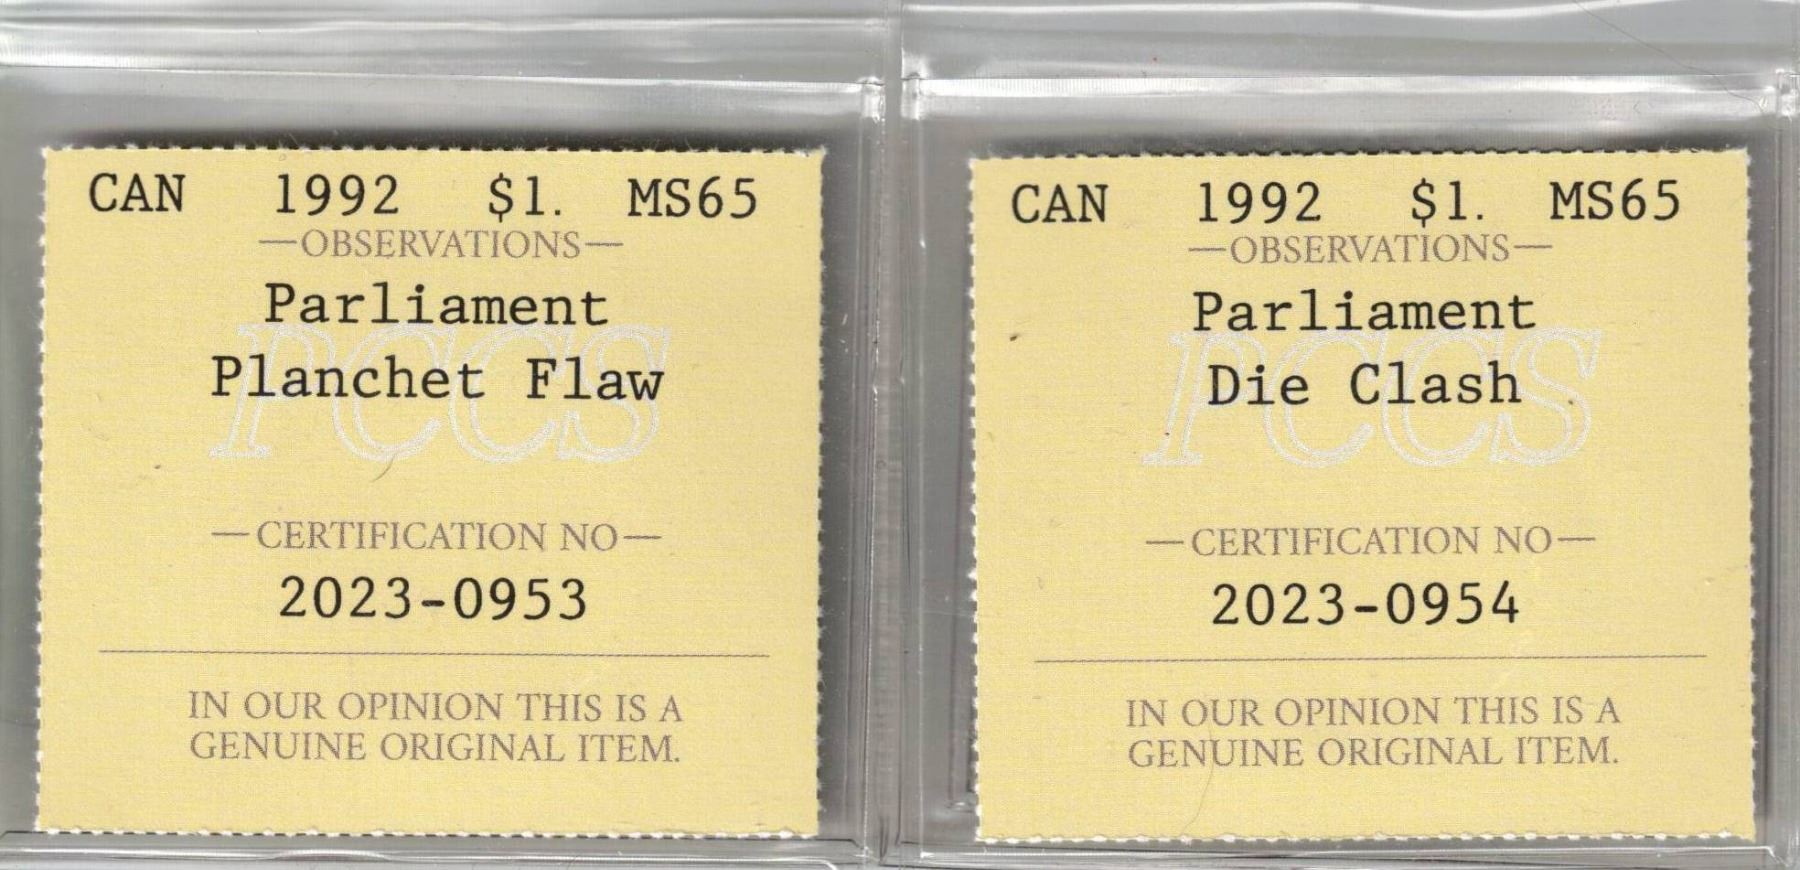 CAN 1992 $1. MS65
—OBSERVATIONS—
Parliament
Planchet Flaw
PCCS
—CERTIFICATION NO—
2023-0953
IN OUR OPINION THIS IS A
GENUINE ORIGINAL ITEM.
CAN 1992 $1. MS65
—OBSERVATIONS—
Parliament
Die Clash
PCCS
—CERTIFICATION NO—
2023-0954
IN OUR OPINION THIS IS A
GENUINE ORIGINAL ITEM.